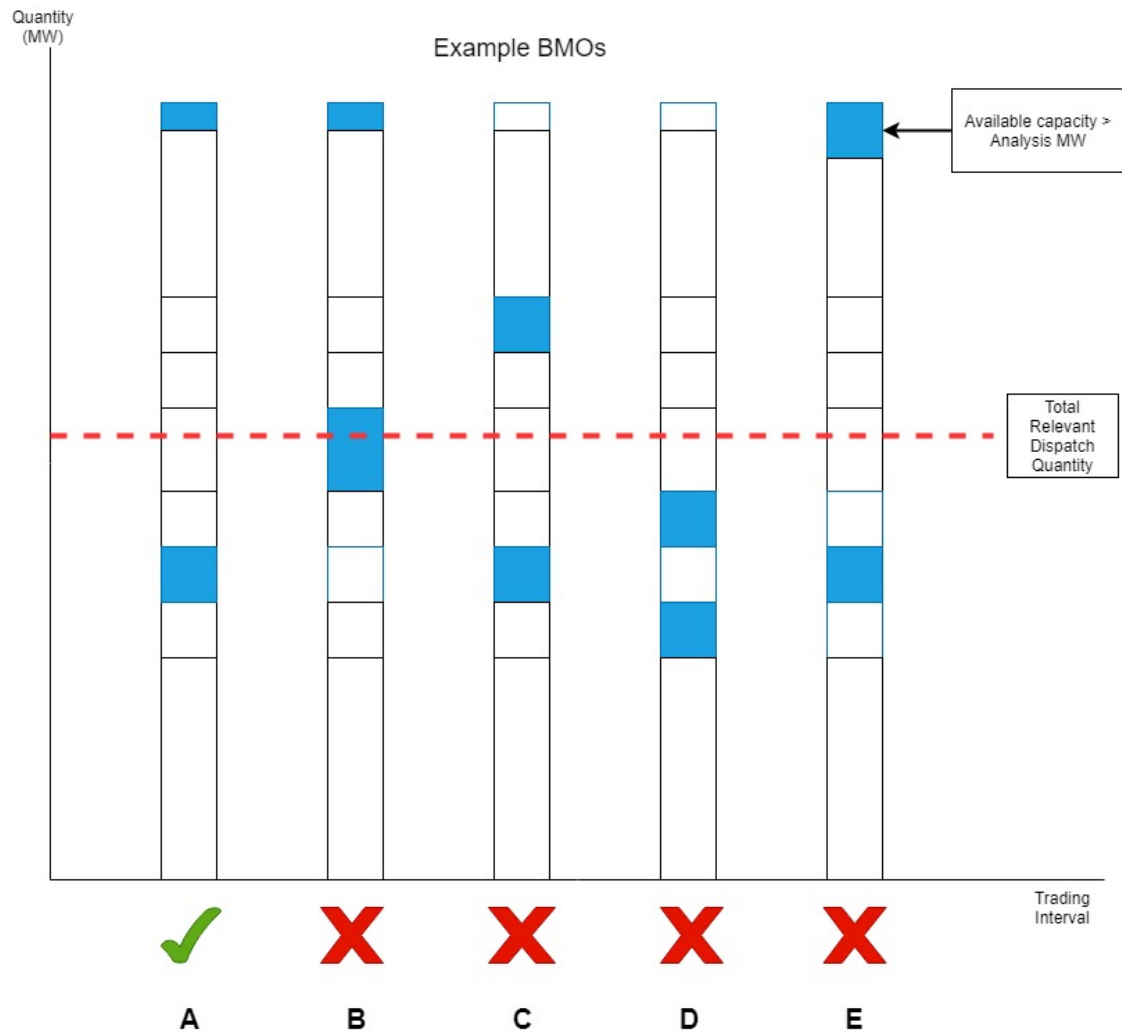 Quantity
(MW)
Example BMOs
Available capacity >
Analysis MW
Total
Relevant
Dispatch
Quantity
Trading
Interval
A B C D E